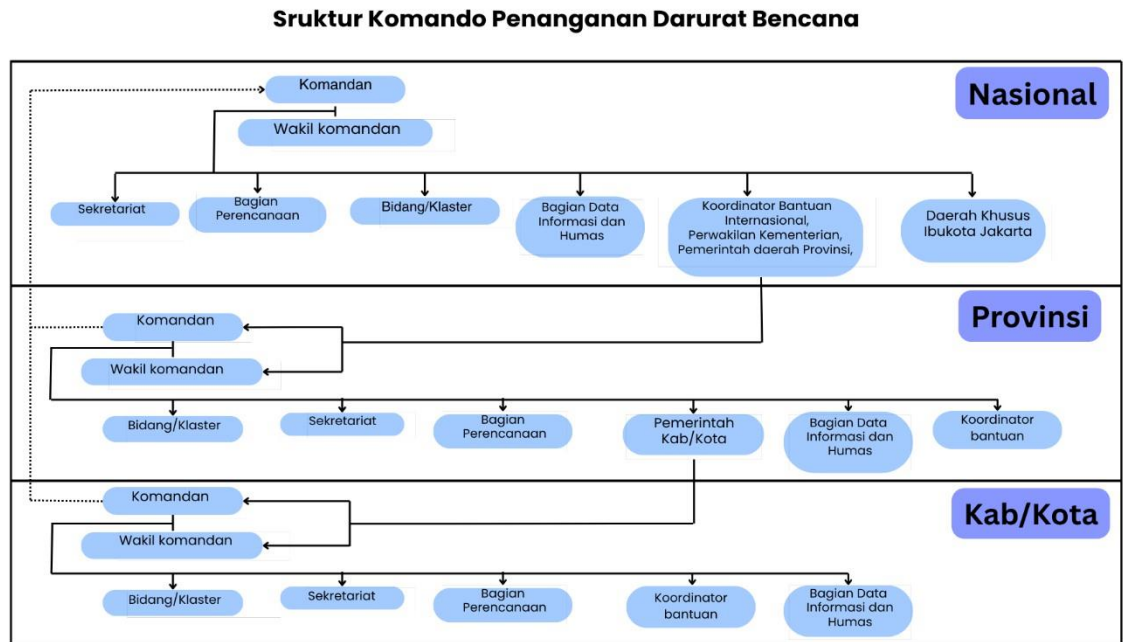 Sruktur Komando Penanganan Darurat Bencana
Nasional
Komandan
Wakil komandan
Sekretariat
Bagian
Perencanaan
Bidang/Klaster
Bagian Data
Informasi dan
Humas
Koordinator Bantuan
Internasional,
Perwakilan Kementerian,
Pemerintah daerah Provinsi,
Daerah Khusus
Ibukota Jakarta
Provinsi
Komandan
Wakil komandan
Bidang/Klaster
Sekretariat
Bagian
Perencanaan
Pemerintah
Kab/Kota
Bagian Data
Informasi dan
Humas
Koordinator
bantuan
Kab/Kota
Komandan
Wakil komandan
Bidang/Klaster
Sekretariat
Bagian
Perencanaan
Koordinator
bantuan
Bagian Data
Informasi dan
Humas